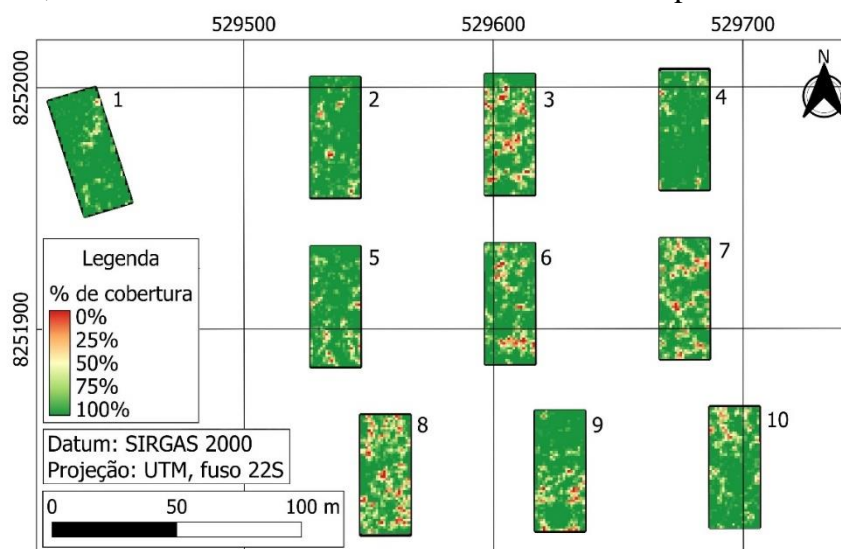 529500 529600 529700
N
8252000
1 2 3 4
5 6 7
8251900
Legenda
% de cobertura
0%
25%
50%
75%
100%
8 9 10
Datum: SIRGAS 2000
Projeção: UTM, fuso 22S
0 50 100 m